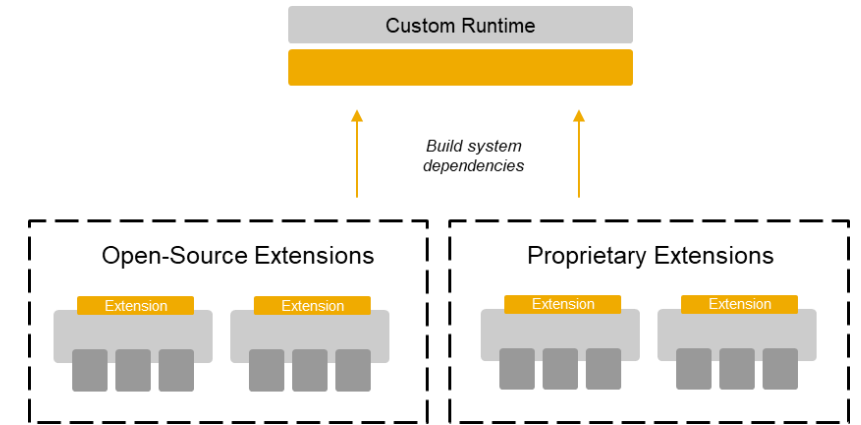 Custom Runtime
Build system
dependencies
Open-Source Extensions
Proprietary Extensions
Extension
Extension
Extension
Extension